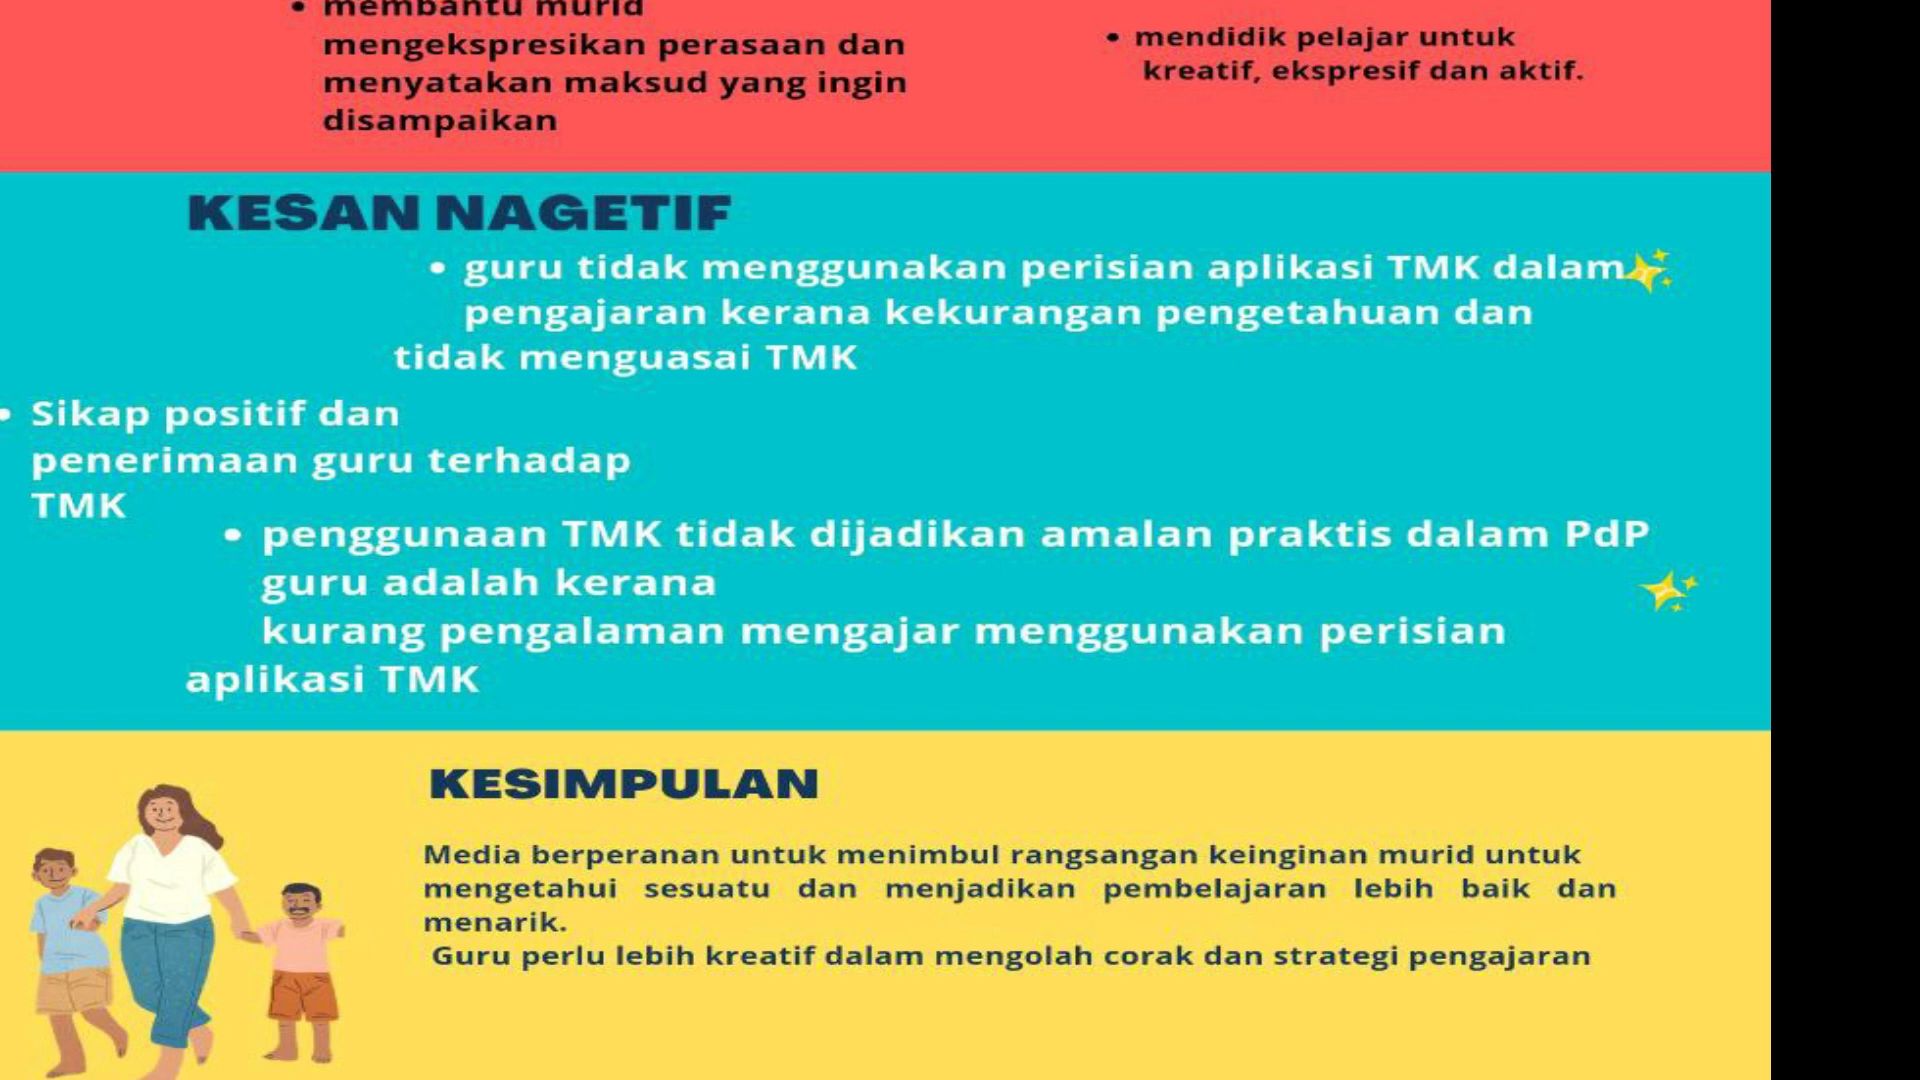 • membantu murid
mengekspresikan perasaan dan
menyatakan maksud yang ingin
disampaikan
• mendidik pelajar untuk
kreatif, ekspresif dan aktif.
KESAN NAGETIF
• guru tidak menggunakan perisian aplikasi TMK dalam
pengajaran kerana kekurangan pengetahuan dan
tidak menguasai TMK
• Sikap positif dan
penerimaan guru terhadap
TMK
• penggunaan TMK tidak dijadikan amalan praktis dalam PdP
guru adalah kerana
kurang pengalaman mengajar menggunakan perisian
aplikasi TMK
KESIMPULAN
Media berperanan untuk menimbul rangsangan keinginan murid untuk
mengetahui sesuatu dan menjadikan pembelajaran lebih baik dan
menarik.
Guru perlu lebih kreatif dalam mengolah corak dan strategi pengajaran